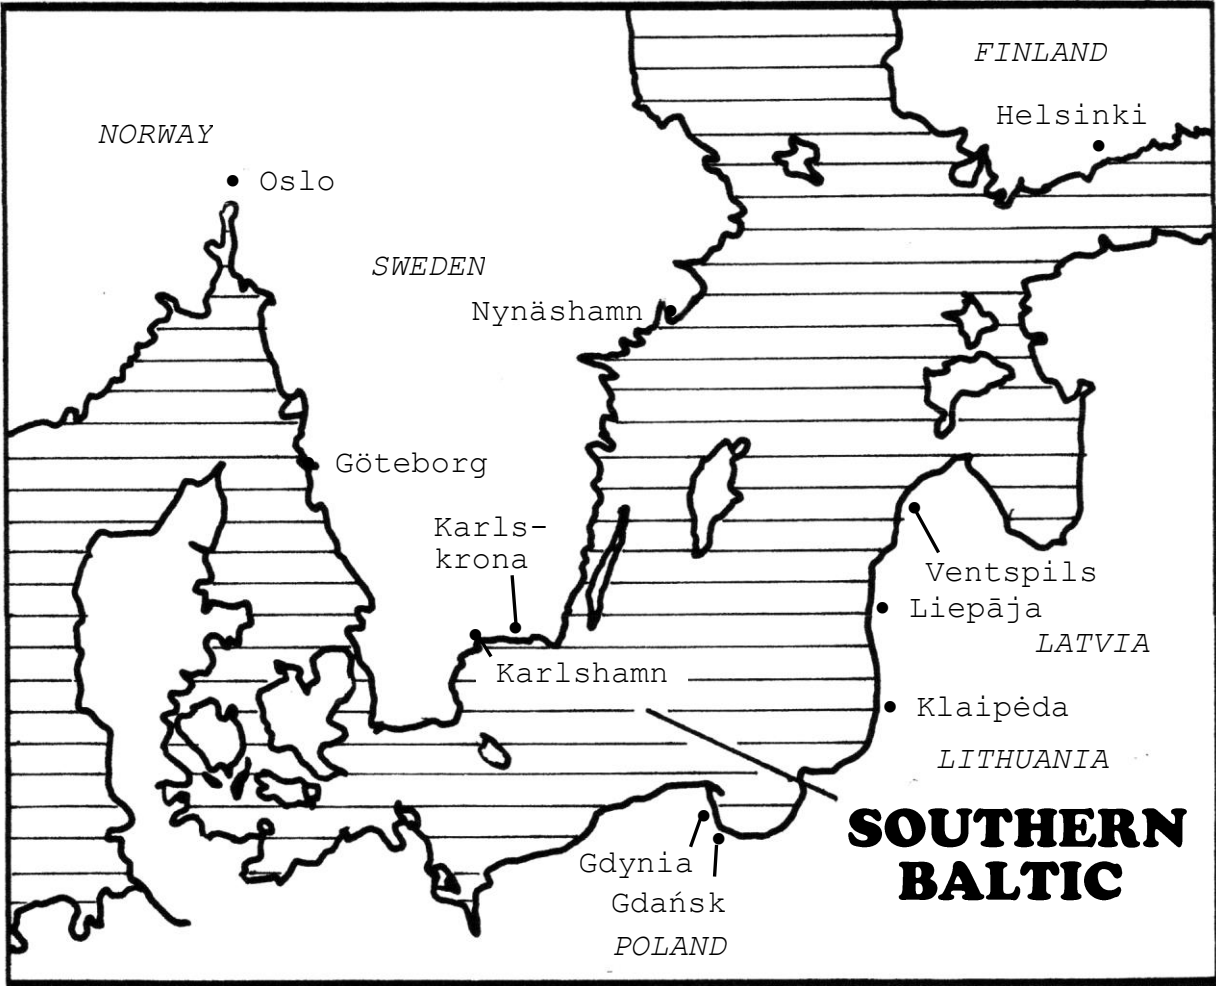 FINLAND
Helsinki
NORWAY
Oslo
SWEDEN
Nynäshamn
Göteborg
Karls-
krona
Ventspils
Liepāja
LATVIA
Karlshamn
Klaipėda
LITHUANIA
SOUTHERN
BALTIC
Gdynia
Gdańsk
POLAND